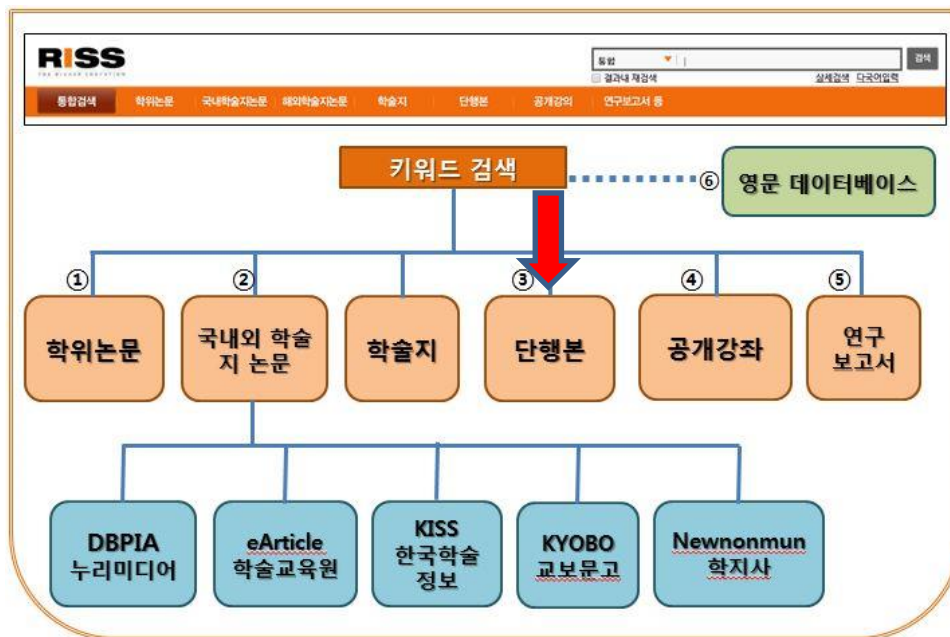 RISS
FOR HIGHER EDUCATION
통합
검색
결과내 재검색
상세검색 다국어입력
통합검색 학위논문 국내학술지논문 해외학술지논문 학술지 단행본 공개강의 연구보고서 등
키워드 검색
⑥ 영문 데이터베이스
① ② ③ ④ ⑤
학위논문
국내외 학술
지 논문
학술지
단행본
공개강좌
연구
보고서
DBPIA
누리미디어
eArticle
학술교육원
KISS
한국학술
정보
KYOBO
교보문고
Newnonmun
학지사